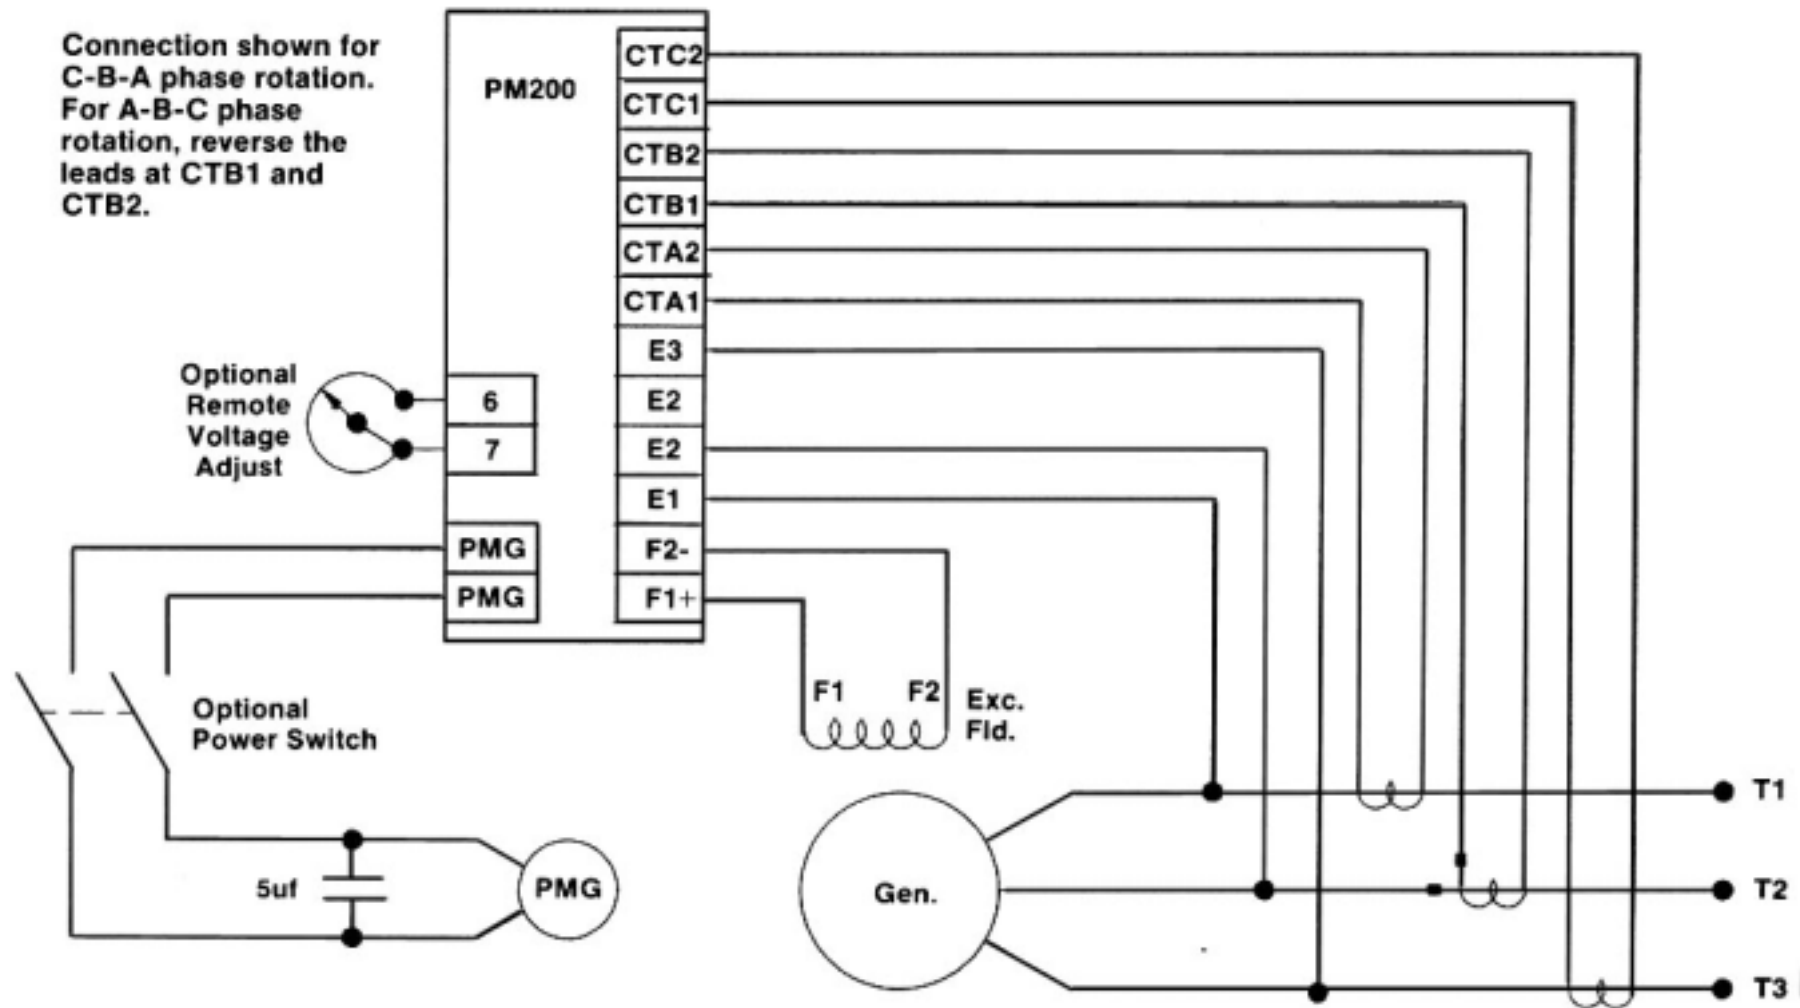 Connection shown for
C-B-A phase rotation.
For A-B-C phase
rotation, reverse the
leads at CTB1 and
CTB2.
PM200
CTC2
CTC1
CTB2
CTB1
CTA2
CTA1
E3
E2
E2
E1
F2-
F1+
Optional
Remote
Voltage
Adjust
6
7
PMG
PMG
Optional
Power Switch
5uf
PMG
F1 F2
Exc.
Fld.
Gen.
T1
T2
T3